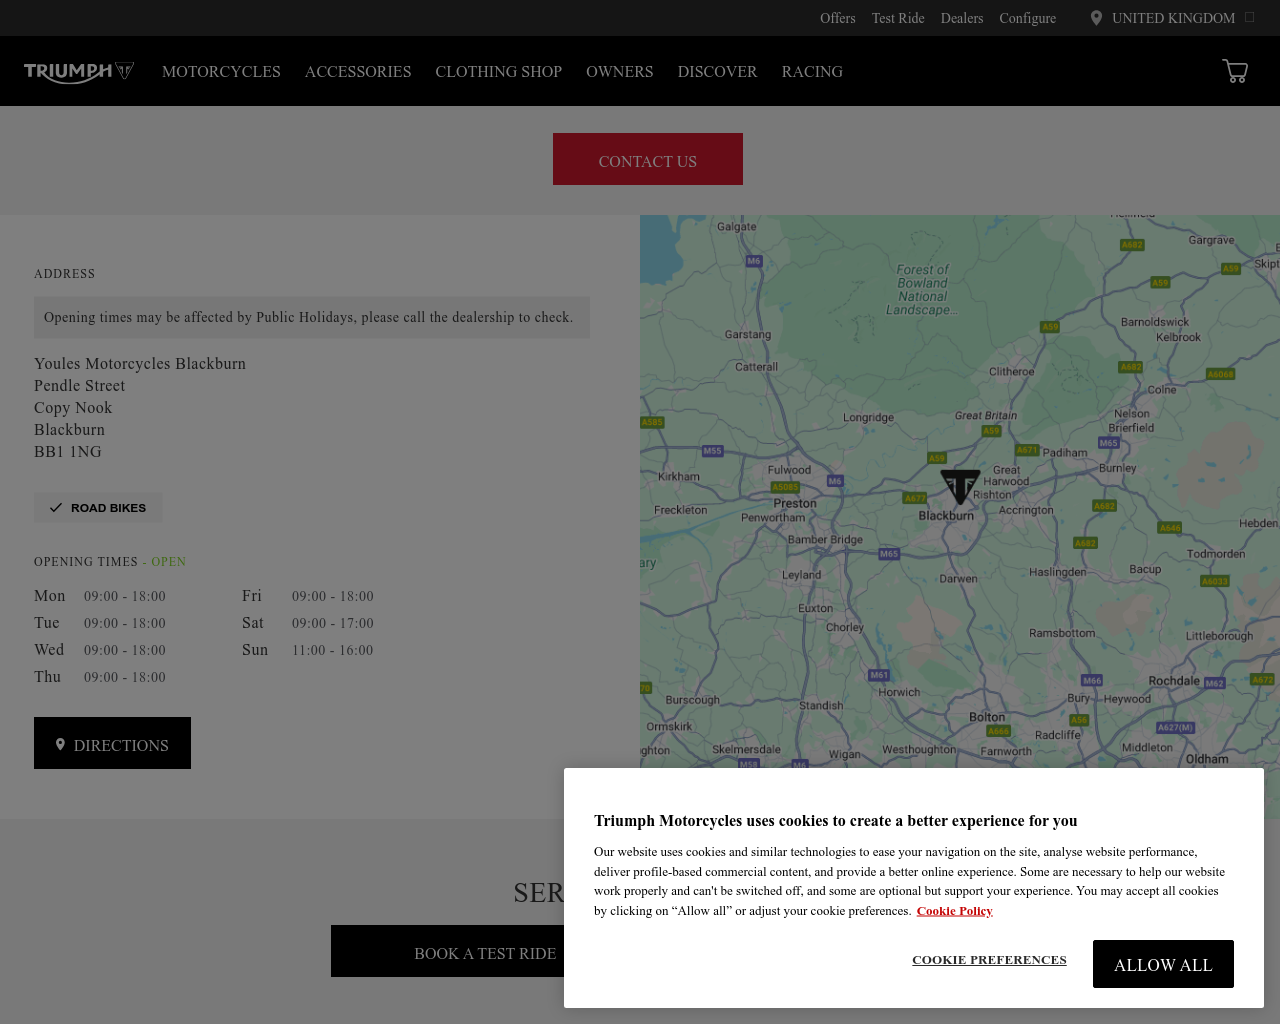 Offers Test Ride Dealers Configure UNITED KINGDOM
TRIUMPH MOTORCYCLES ACCESSORIES CLOTHING SHOP OWNERS DISCOVER RACING
CONTACT US
ADDRESS
Opening times may be affected by Public Holidays, please call the dealership to check.
Youles Motorcycles Blackburn
Pendle Street
Copy Nook
Blackburn
BB1 1NG
ROAD BIKES
OPENING TIMES - OPEN
Mon 09:00 - 18:00 Fri 09:00 - 18:00
Tue 09:00 - 18:00 Sat 09:00 - 17:00
Wed 09:00 - 18:00 Sun 11:00 - 16:00
Thu 09:00 - 18:00
DIRECTIONS
Galgate
A682
Gargrave
M6
A59
Skipt
Forest of
Bowland
National
Landscape...
A59
A59
Barnoldswick
Garstang
Kelbrook
Catterall
Clitheroe
A682
A6068
Colne
Longridge
Great Britain
Nelson
A585
A59
Brierfield
M55
A671
M65
A59
Padiham
Kirkham
Fulwood
M6
Great
Harwood
Burnley
A5085
Rishton
Preston
A677
Freckleton
Penwortham
Blackburn
Accrington
A682
A646
Hebden
Bamber Bridge
M65
A682
Todmorden
ary
Leyland
Darwen
Haslingden
Bacup
A6033
Euxton
Chorley
Ramsbottom
Littleborough
M61
M66
Rochdale
M62
A672
70
Burscough
Horwich
Bury
Heywood
Standish
Ormskirk
Bolton
A56
A627(M)
A666
Radcliffe
ghton
Skelmersdale
Wigan
Westhoughton
Farnworth
Middleton
M58
M6
Oldham
SER
BOOK A TEST RIDE
Triumph Motorcycles uses cookies to create a better experience for you
Our website uses cookies and similar technologies to ease your navigation on the site, analyse website performance,
deliver profile-based commercial content, and provide a better online experience. Some are necessary to help our website
work properly and can't be switched off, and some are optional but support your experience. You may accept all cookies
by clicking on “Allow all” or adjust your cookie preferences. Cookie Policy
COOKIE PREFERENCES
ALLOW ALL